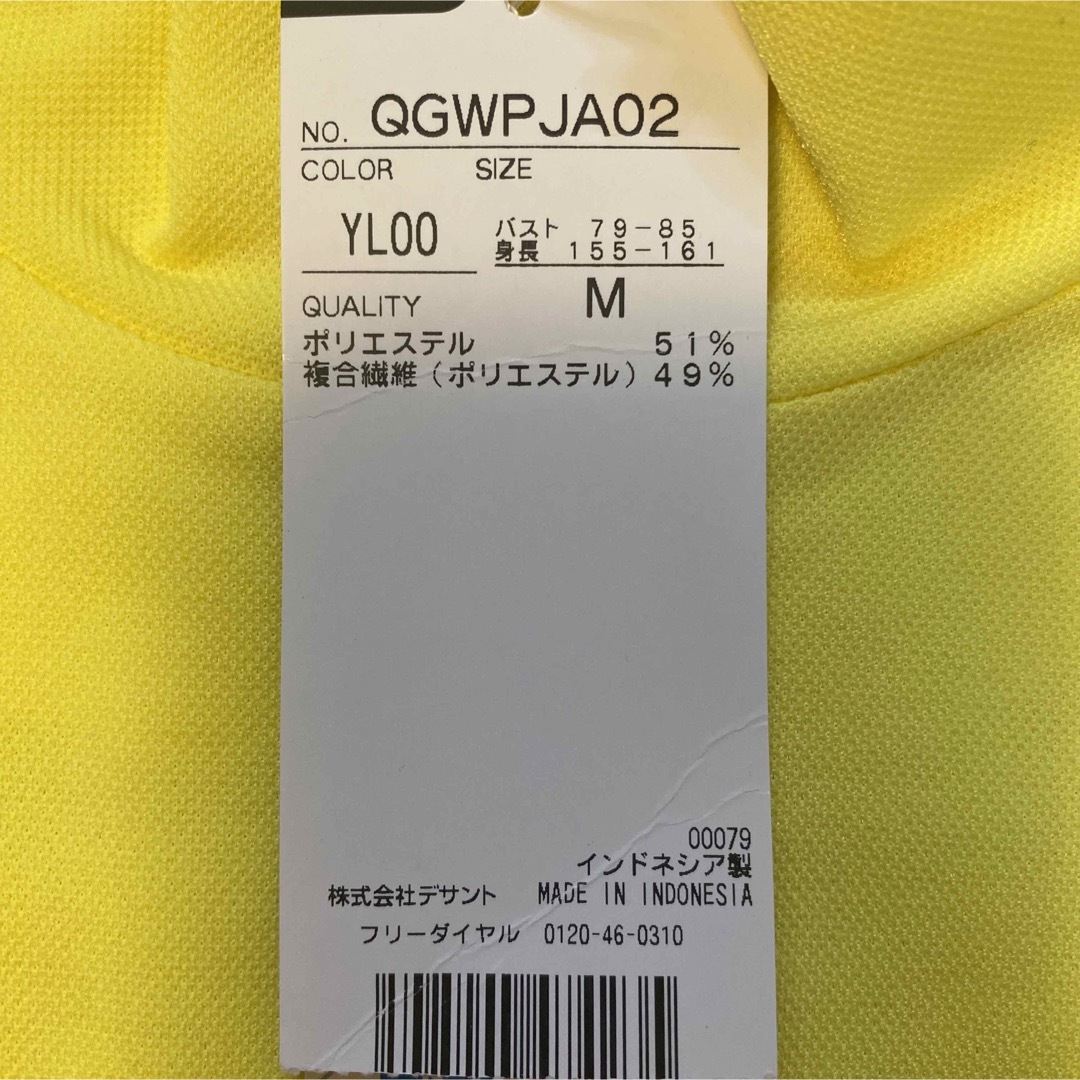 NO. QGWPJA02
COLOR SIZE
YL00
バスト 79-85
身長 155-161
QUALITY M
ポリエステル 51%
複合繊維(ポリエステル) 49%
00079
インドネシア製
株式会社デサント MADE IN INDONESIA
フリーダイヤル 0120-46-0310